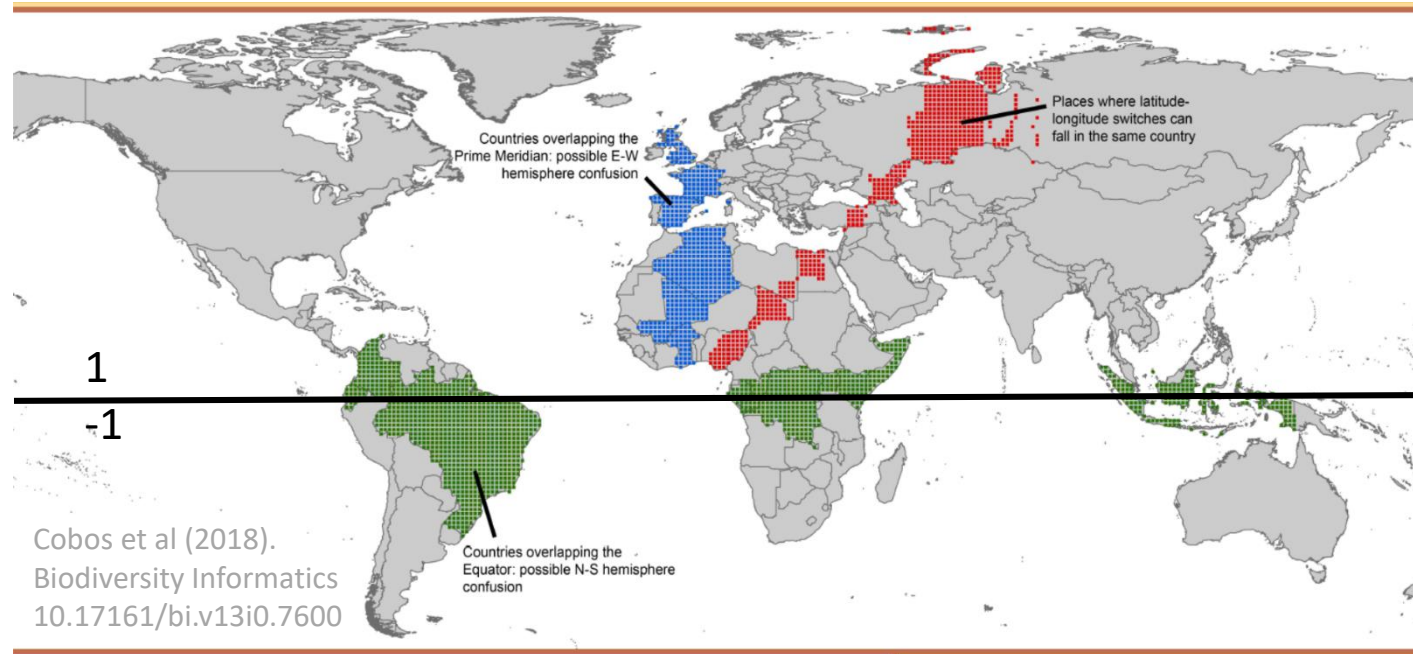 Places where latitude-
longitude switches can
fall in the same country
Countries overlapping the
Prime Meridian: possible E-W
hemisphere confusion
1
-1
Countries overlapping the
Equator: possible N-S hemisphere
confusion
Cobos et al (2018).
Biodiversity Informatics
10.17161/bi.v13i0.7600